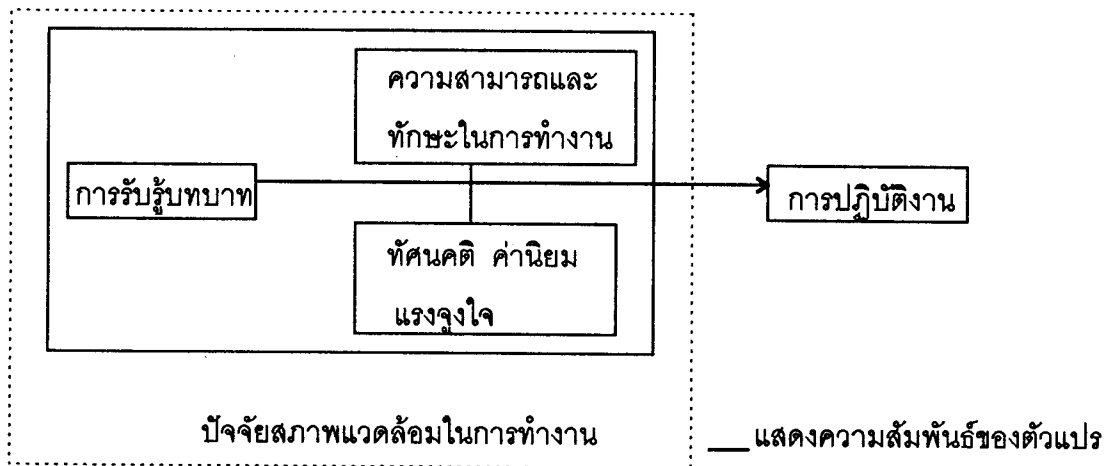 ความสามารถและ
ทักษะในการทำงาน
การรับรู้บทบาท
การปฏิบัติงาน
ทัศนคติ ค่านิยม
แรงจูงใจ
ปัจจัยสภาพแวดล้อมในการทำงาน
แสดงความสัมพันธ์ของตัวแปร